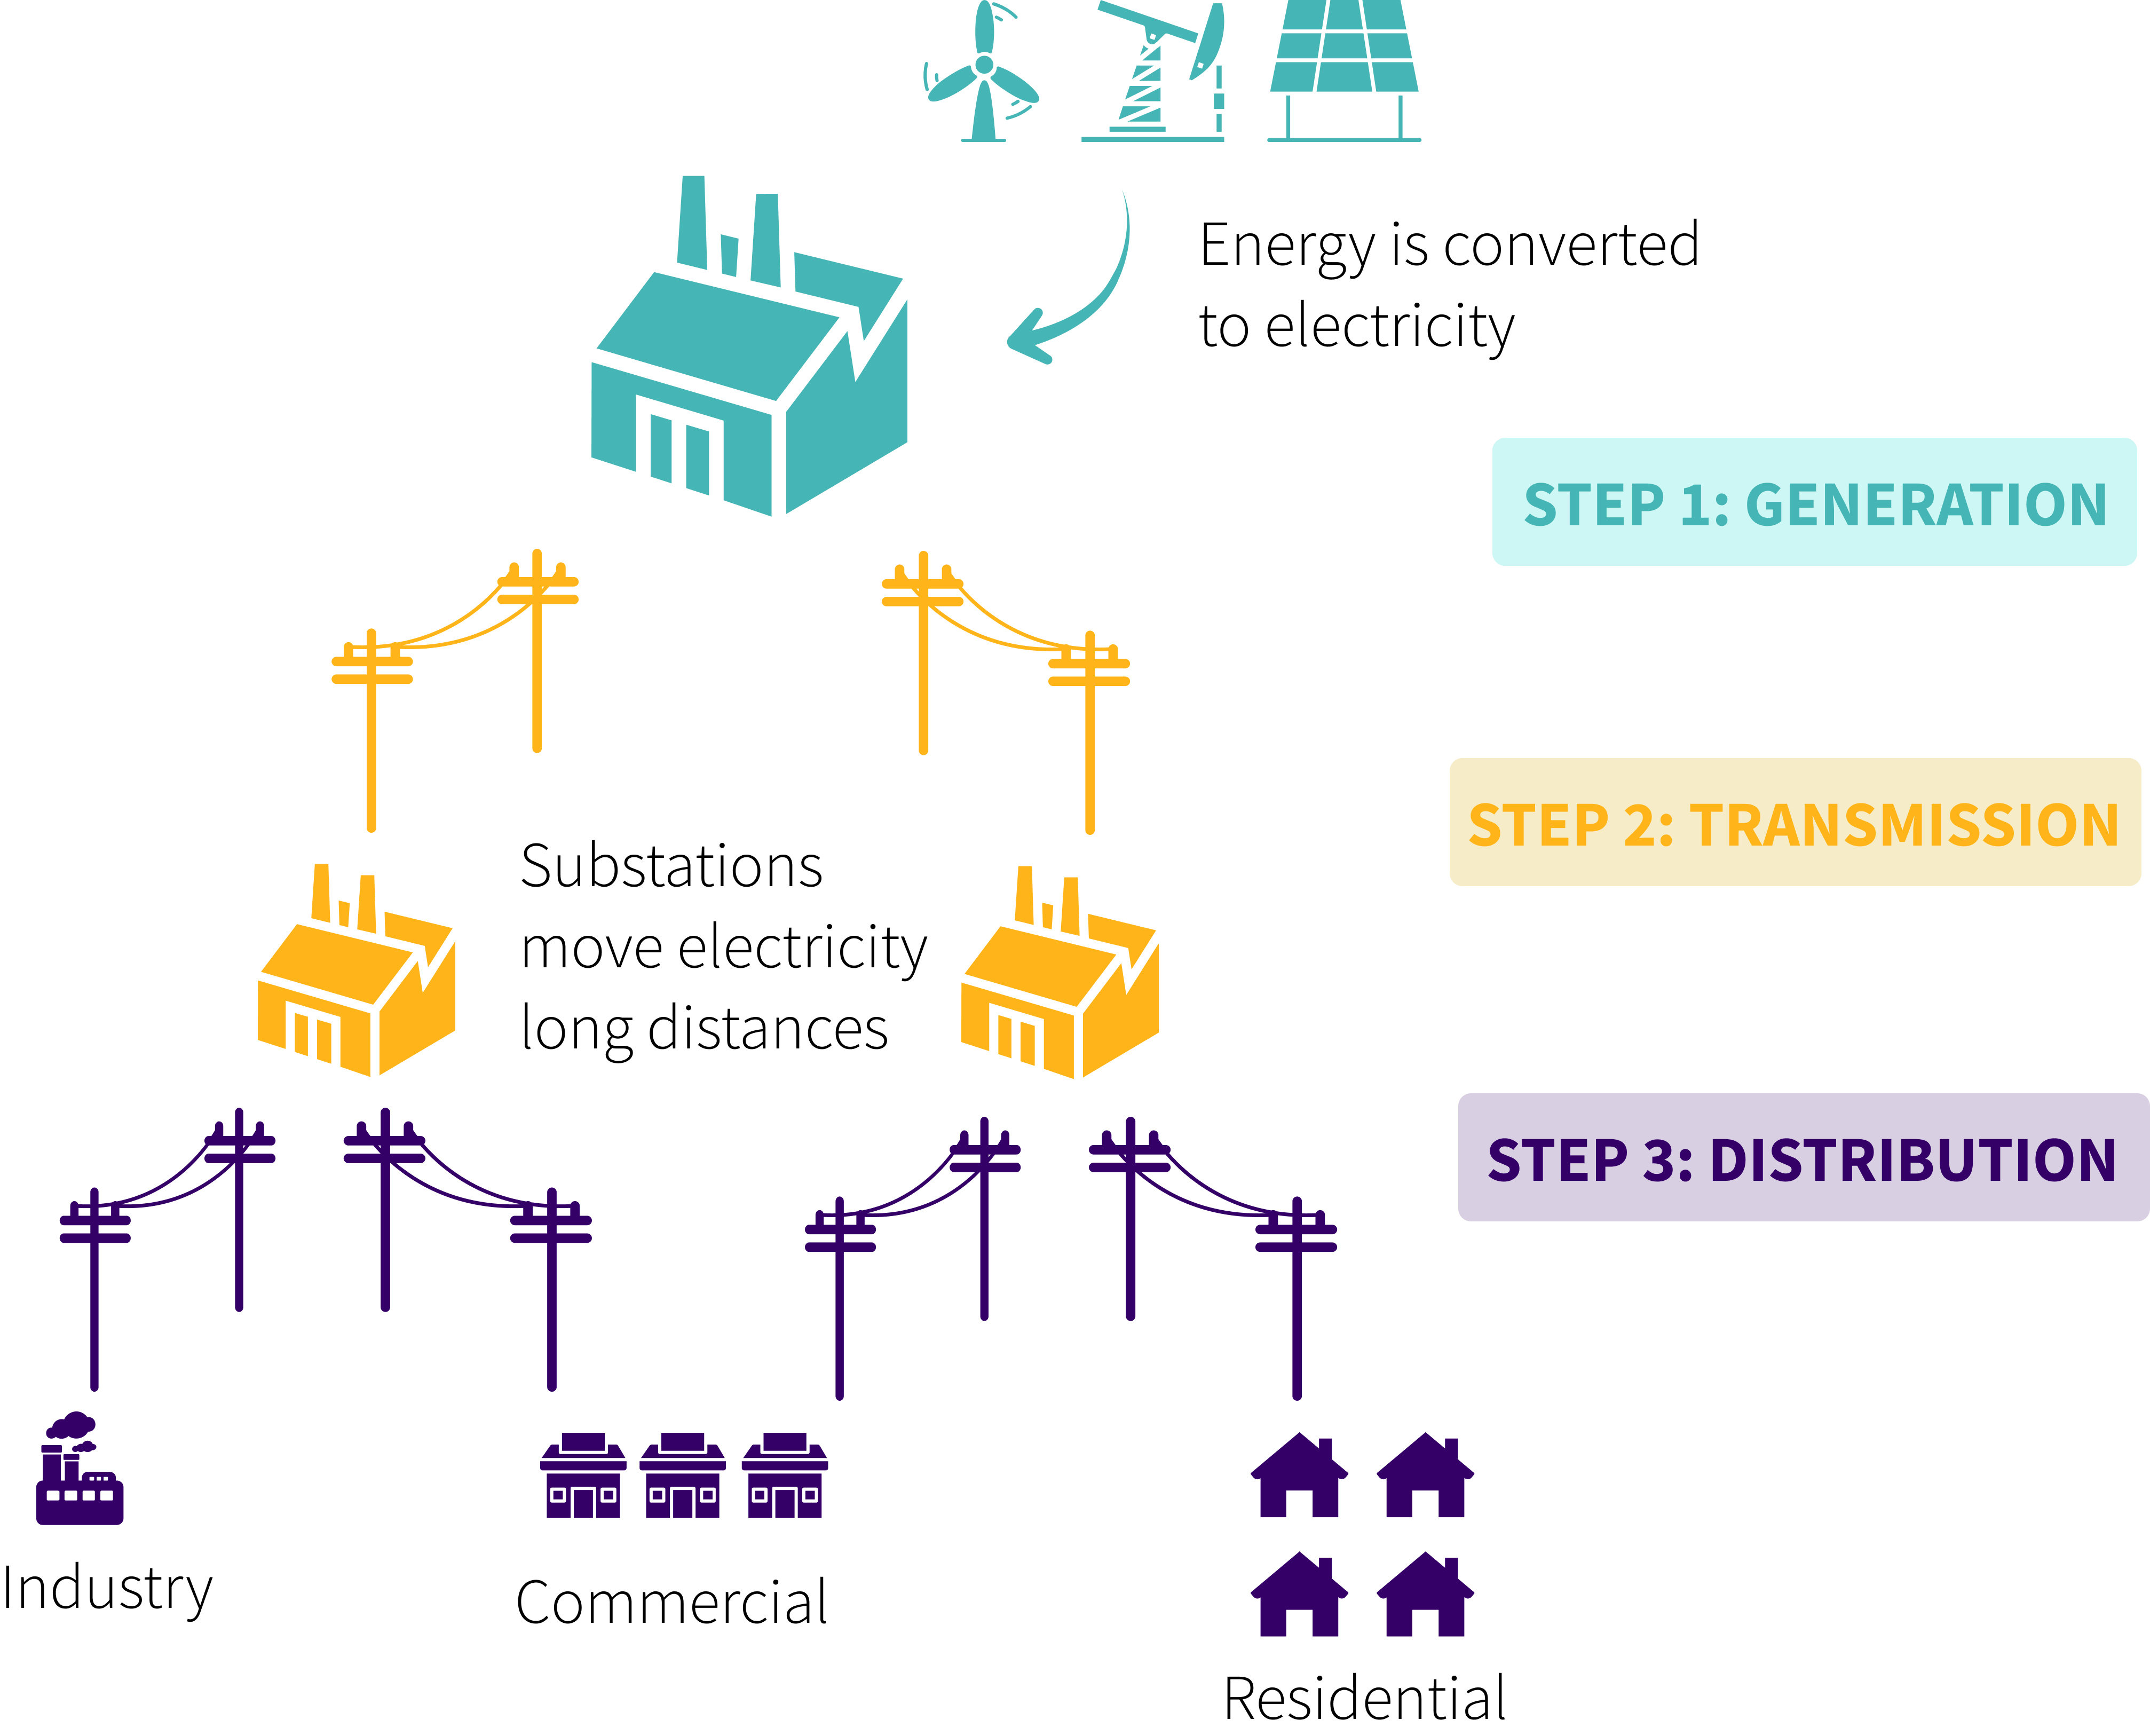 Energy is converted
to electricity
STEP 1: GENERATION
STEP 2: TRANSMISSION
Substations
move electricity
long distances
STEP 3: DISTRIBUTION
Industry
Commercial
Residential